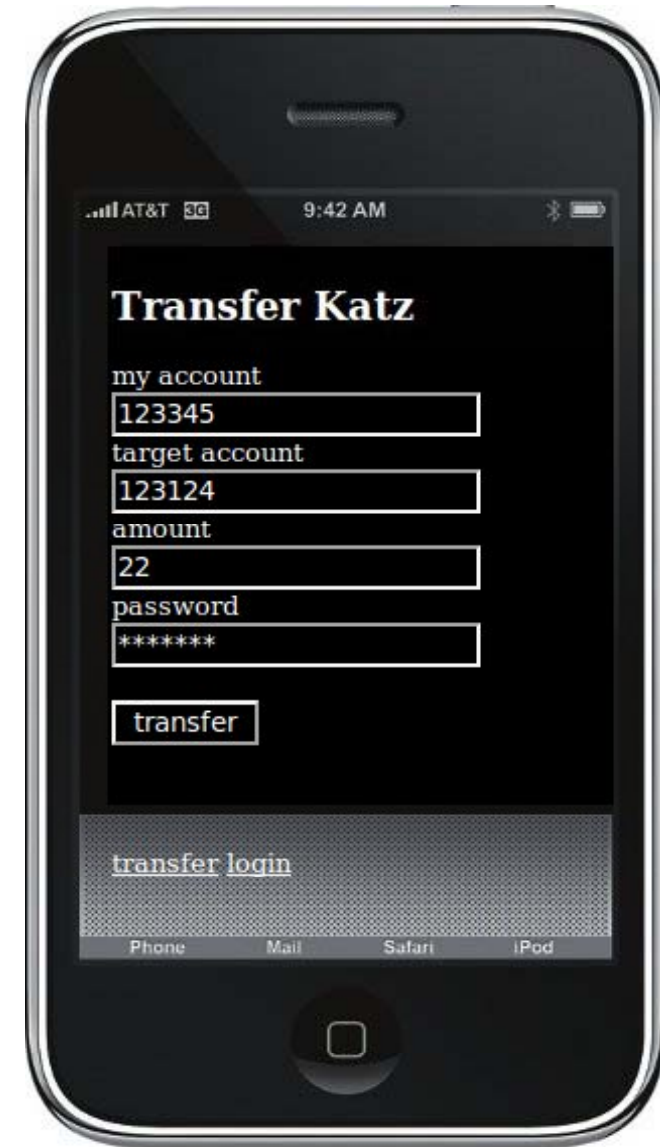 AT&T 3G 9:42 AM
Transfer Katz
my account
123345
target account
123124
amount
22
password
*******
transfer
transfer login
Phone Mail Safari iPod